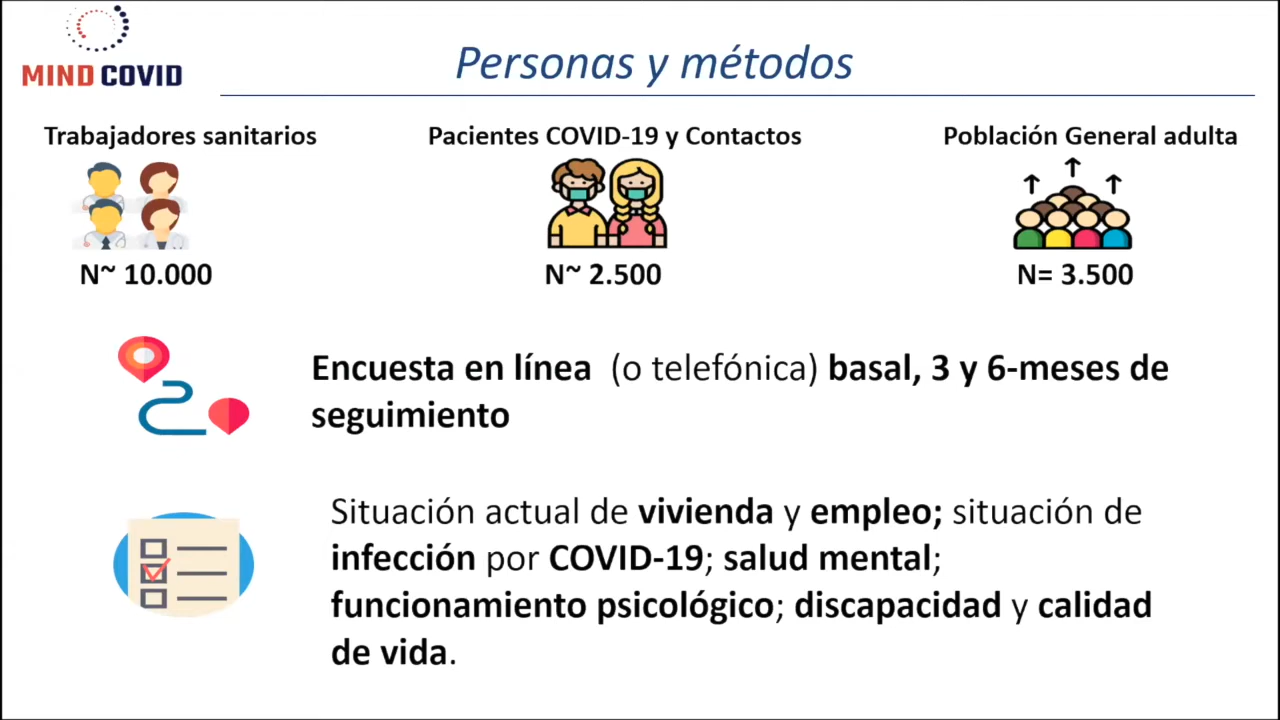 MIND COVID
Personas y métodos
Trabajadores sanitarios
N~ 10.000
Pacientes COVID-19 y Contactos
N~ 2.500
Población General adulta
N= 3.500
Encuesta en línea (o telefónica) basal, 3 y 6-meses de
seguimiento
Situación actual de vivienda y empleo; situación de
infección por COVID-19; salud mental;
funcionamiento psicológico; discapacidad y calidad
de vida.